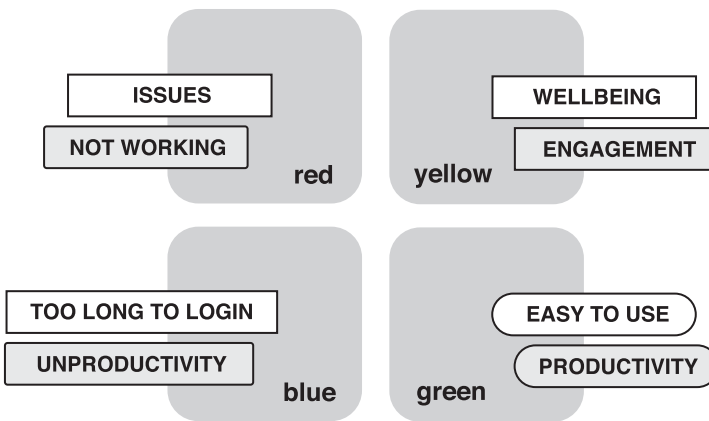 ISSUES
NOT WORKING
red
WELLBEING
ENGAGEMENT
yellow
TOO LONG TO LOGIN
UNPRODUCTIVITY
blue
EASY TO USE
PRODUCTIVITY
green